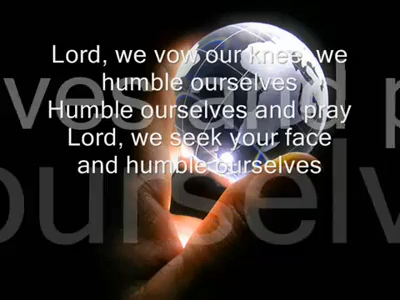 Lord, we vow our knee, we
humble ourselves
Humble ourselves and pray
Lord, we seek your face
and humble ourselves